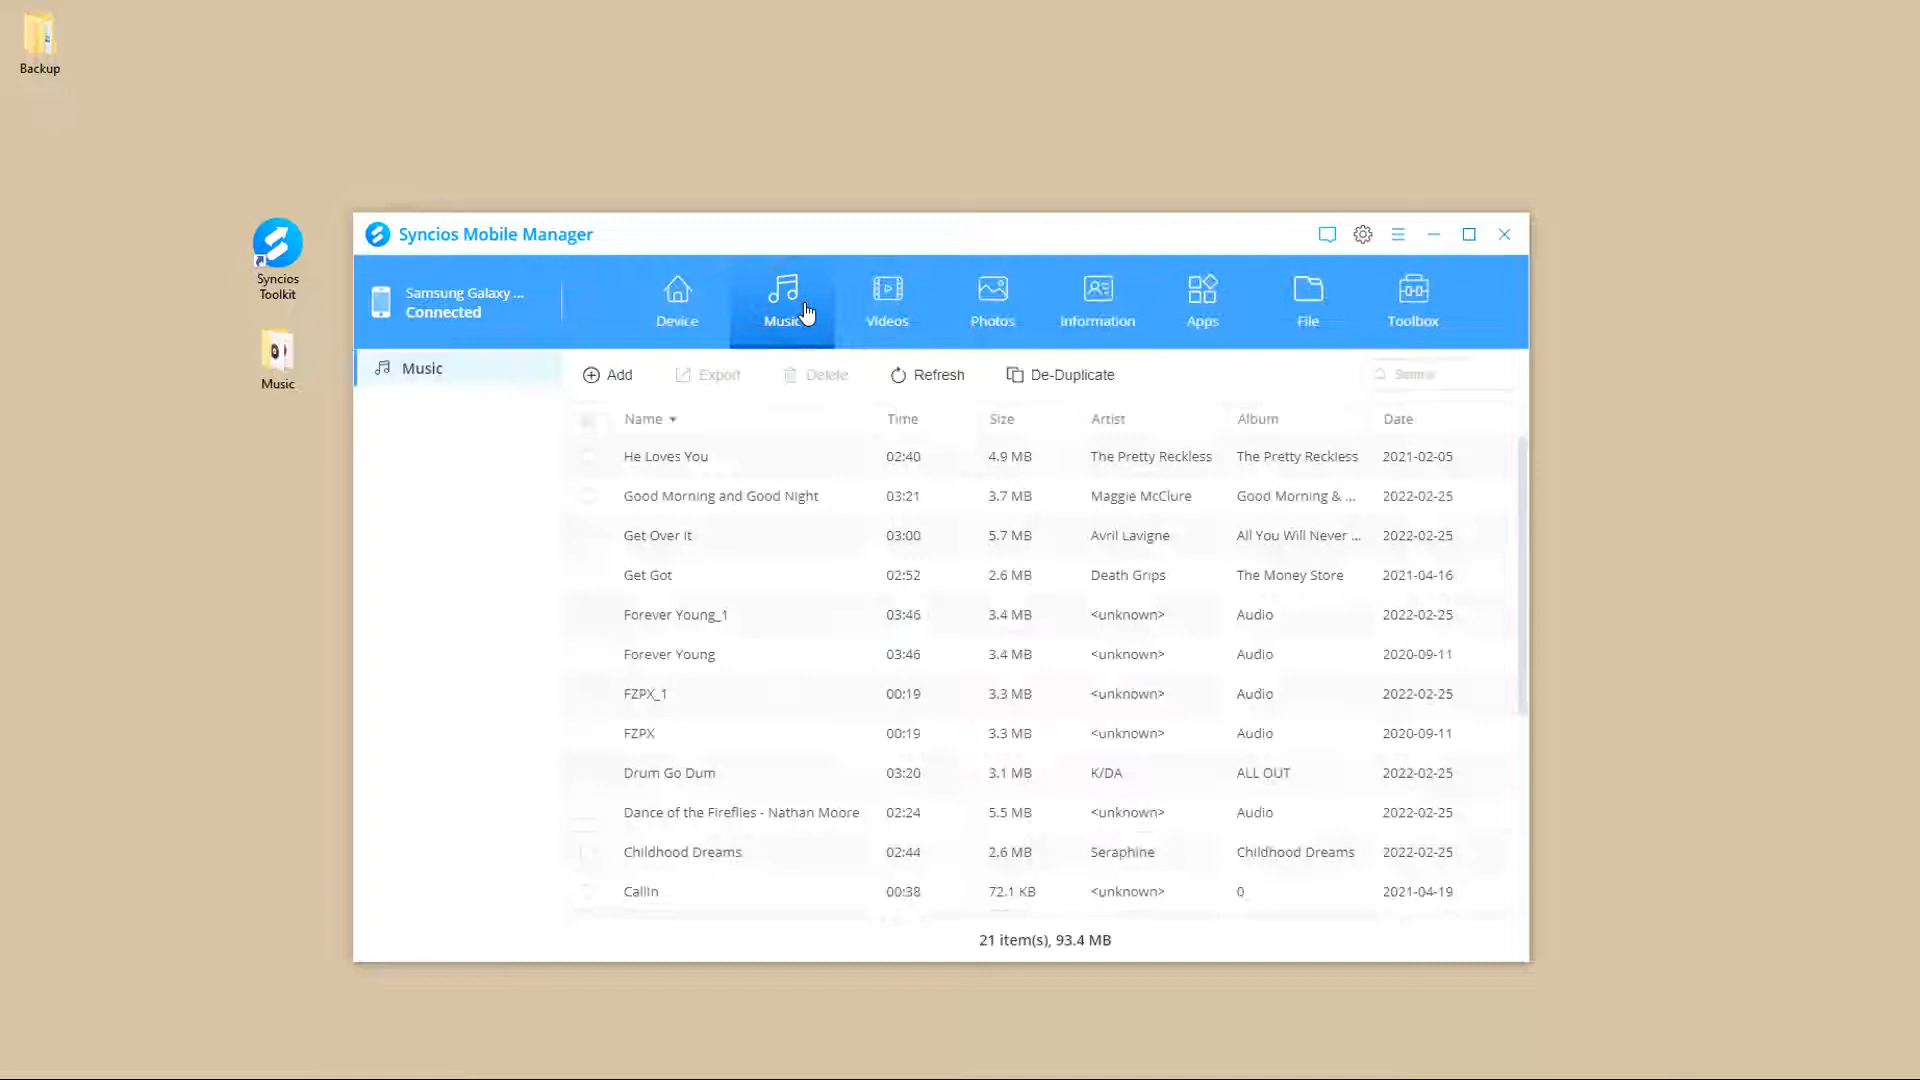 Backup
Syncios
Toolkit
Music
Syncios Mobile Manager
Samsung Galaxy ...
Connected
Device
Music
Videos
Photos
Information
Apps
File
Toolbox
Music
Add
Export
Delete
Refresh
De-Duplicate
Name Time Size Artist Album Date
He Loves You 02:40 4.9 MB The Pretty Reckless The Pretty Reckless 2021-02-05
Good Morning and Good Night 03:21 3.7 MB Maggie McClure Good Morning & ... 2022-02-25
Get Over It 03:00 5.7 MB Avril Lavigne All You Will Never ... 2022-02-25
Get Got 02:52 2.6 MB Death Grips The Money Store 2021-04-16
Forever Young_1 03:46 3.4 MB <unknown> Audio 2022-02-25
Forever Young 03:46 3.4 MB <unknown> Audio 2020-09-11
FZPX_1 00:19 3.3 MB <unknown> Audio 2022-02-25
FZPX 00:19 3.3 MB <unknown> Audio 2020-09-11
Drum Go Dum 03:20 3.1 MB K/DA ALL OUT 2022-02-25
Dance of the Fireflies - Nathan Moore 02:24 5.5 MB <unknown> Audio 2022-02-25
Childhood Dreams 02:44 2.6 MB Seraphine Childhood Dreams 2022-02-25
CallIn 00:38 72.1 KB <unknown> 0 2021-04-19
21 item(s), 93.4 MB